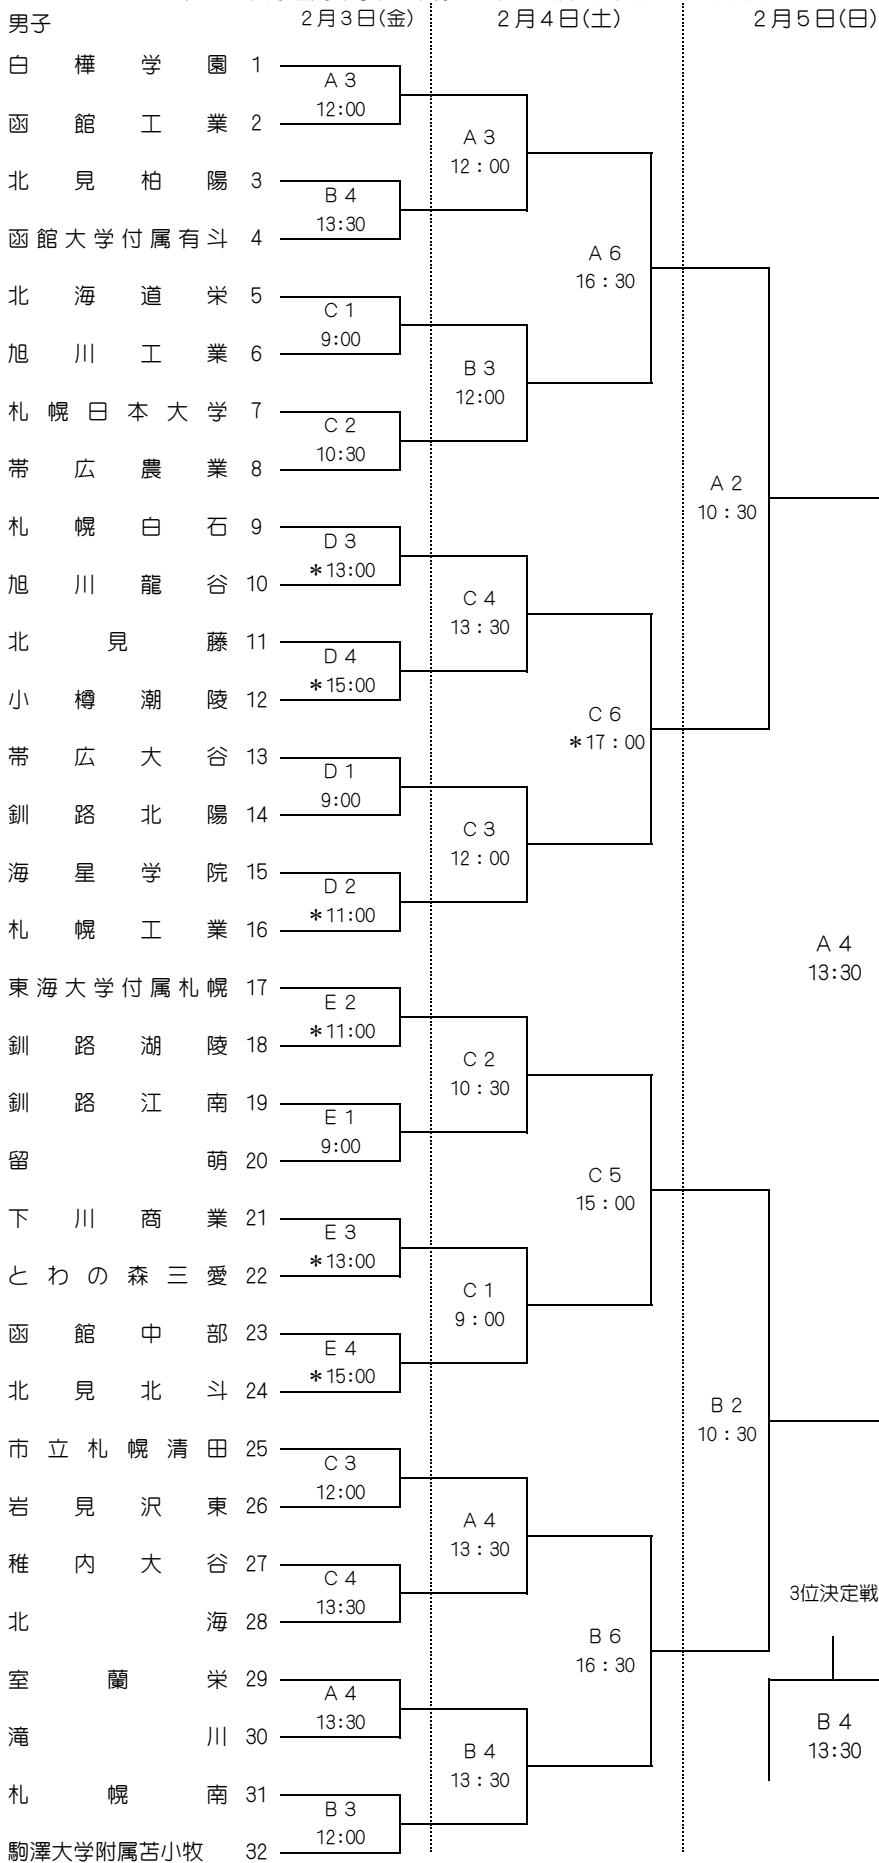 男子 2月3日(金) 2月4日(土) 2月5日(日)
白樺学園 1
A3
12:00
函館工業 2
A3
12:00
北見柏陽 3
B4
13:30
函館大学付属有斗 4
A6
16:30
北海道栄 5
C1
9:00
旭川工業 6
B3
12:00
札幌日本大学 7
C2
10:30
帯広農業 8
A2
10:30
札幌白石 9
D3
*13:00
旭川龍谷 10
C4
13:30
北見藤 11
D4
*15:00
小樽潮陵 12
C6
*17:00
帯広大谷 13
D1
9:00
釧路北陽 14
C3
12:00
海星学院 15
D2
*11:00
札幌工業 16
A4
13:30
東海大学付属札幌 17
E2
*11:00
釧路湖陵 18
C2
10:30
釧路江南 19
E1
9:00
留萌 20
C5
15:00
下川商業 21
E3
*13:00
とわの森三愛 22
C1
9:00
函館中部 23
E4
*15:00
北見北斗 24
B2
10:30
市立札幌清田 25
C3
12:00
岩見沢東 26
A4
13:30
稚内大谷 27
C4
13:30
3位決定戦
北海 28
B6
16:30
室蘭栄 29
A4
13:30
滝川 30
B4
13:30
B4
13:30
札幌南 31
B3
12:00
駒澤大学附属苫小牧 32